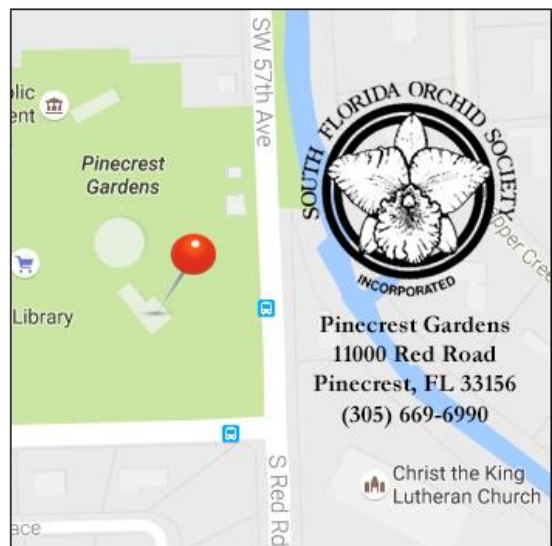 SW 57th Ave
SOUTH FLORIDA ORCHID SOCIETY
INCORPORATED
Pinecrest
Gardens
Library
Pinecrest Gardens
11000 Red Road
Pinecrest, FL 33156
(305) 669-6990
S Red Rd
Christ the King
Lutheran Church